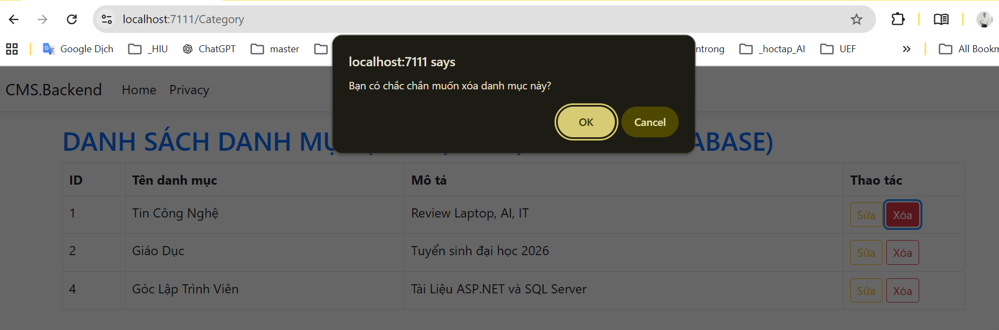 localhost:7111/Category
Google Dịch _HIU ChatGPT master ntrong _hoctap_AI UEF All Bookm
localhost:7111 says
Bạn có chắc chắn muốn xóa danh mục này?
OK Cancel
CMS.Backend Home Privacy
DANH SÁCH DANH MỤ ABASE)
ID Tên danh mục Mô tả Thao tác
1 Tin Công Nghệ Review Laptop, AI, IT Sửa Xóa
2 Giáo Dục Tuyển sinh đại học 2026 Sửa Xóa
4 Góc Lập Trình Viên Tài Liệu ASP.NET và SQL Server Sửa Xóa